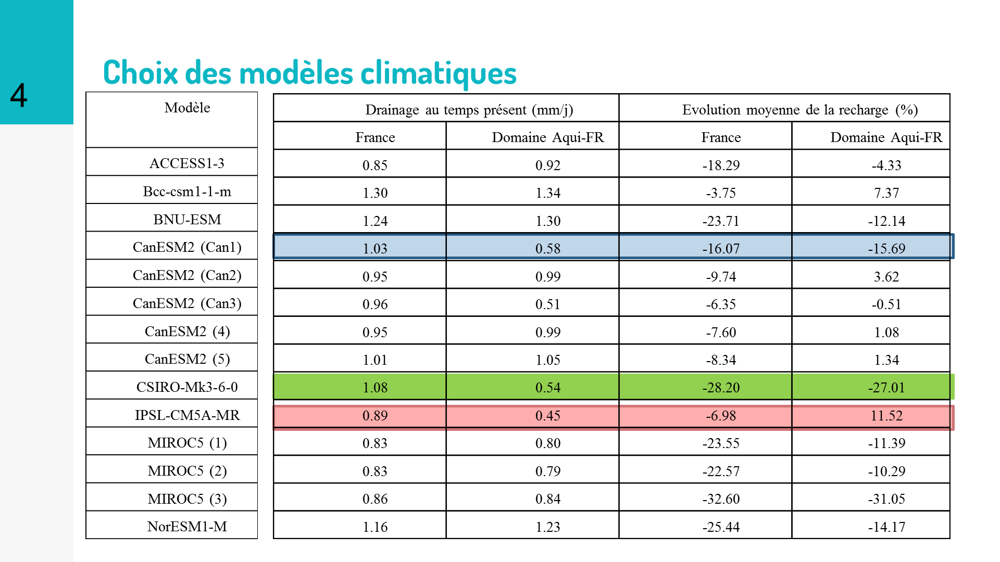 4
Choix des modèles climatiques
Modèle Drainage au temps présent (mm/j) Evolution moyenne de la recharge (%)
France Domaine Aqui-FR France Domaine Aqui-FR
ACCESS1-3 0.85 0.92 -18.29 -4.33
Bcc-csm1-1-m 1.30 1.34 -3.75 7.37
BNU-ESM 1.24 1.30 -23.71 -12.14
CanESM2 (Can1) 1.03 0.58 -16.07 -15.69
CanESM2 (Can2) 0.95 0.99 -9.74 3.62
CanESM2 (Can3) 0.96 0.51 -6.35 -0.51
CanESM2 (4) 0.95 0.99 -7.60 1.08
CanESM2 (5) 1.01 1.05 -8.34 1.34
CSIRO-Mk3-6-0 1.08 0.54 -28.20 -27.01
IPSL-CM5A-MR 0.89 0.45 -6.98 11.52
MIROC5 (1) 0.83 0.80 -23.55 -11.39
MIROC5 (2) 0.83 0.79 -22.57 -10.29
MIROC5 (3) 0.86 0.84 -32.60 -31.05
NorESM1-M 1.16 1.23 -25.44 -14.17